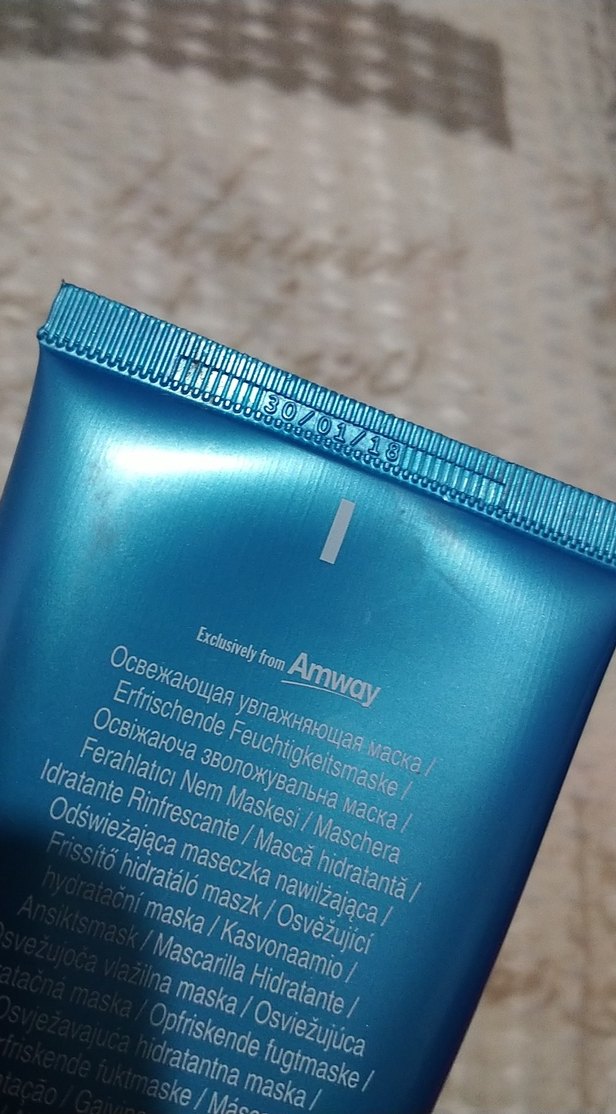 30/01/18
Exclusively from Amway
Освежающая увлажняющая маска /
Erfrischende Feuchtigkeitsmaske /
Освіжаюча зволожувальна маска /
Ferahlatıcı Nem Maskesi / Maschera
Idratante Rinfrescante / Mască hidratantă /
Odświeżająca maseczka nawilżająca /
Frissítő hidratáló maszk / Osvěžující
hydratační maska / Kasvonaamio /
Ansiktsmask / Mascarilla Hidratante /
Osvežujoča vlažilna maska / Osviežujúca
maska / Opfriskende fugtmaske /
Osvježavajuća hidratantna maska /
fuktmaske /